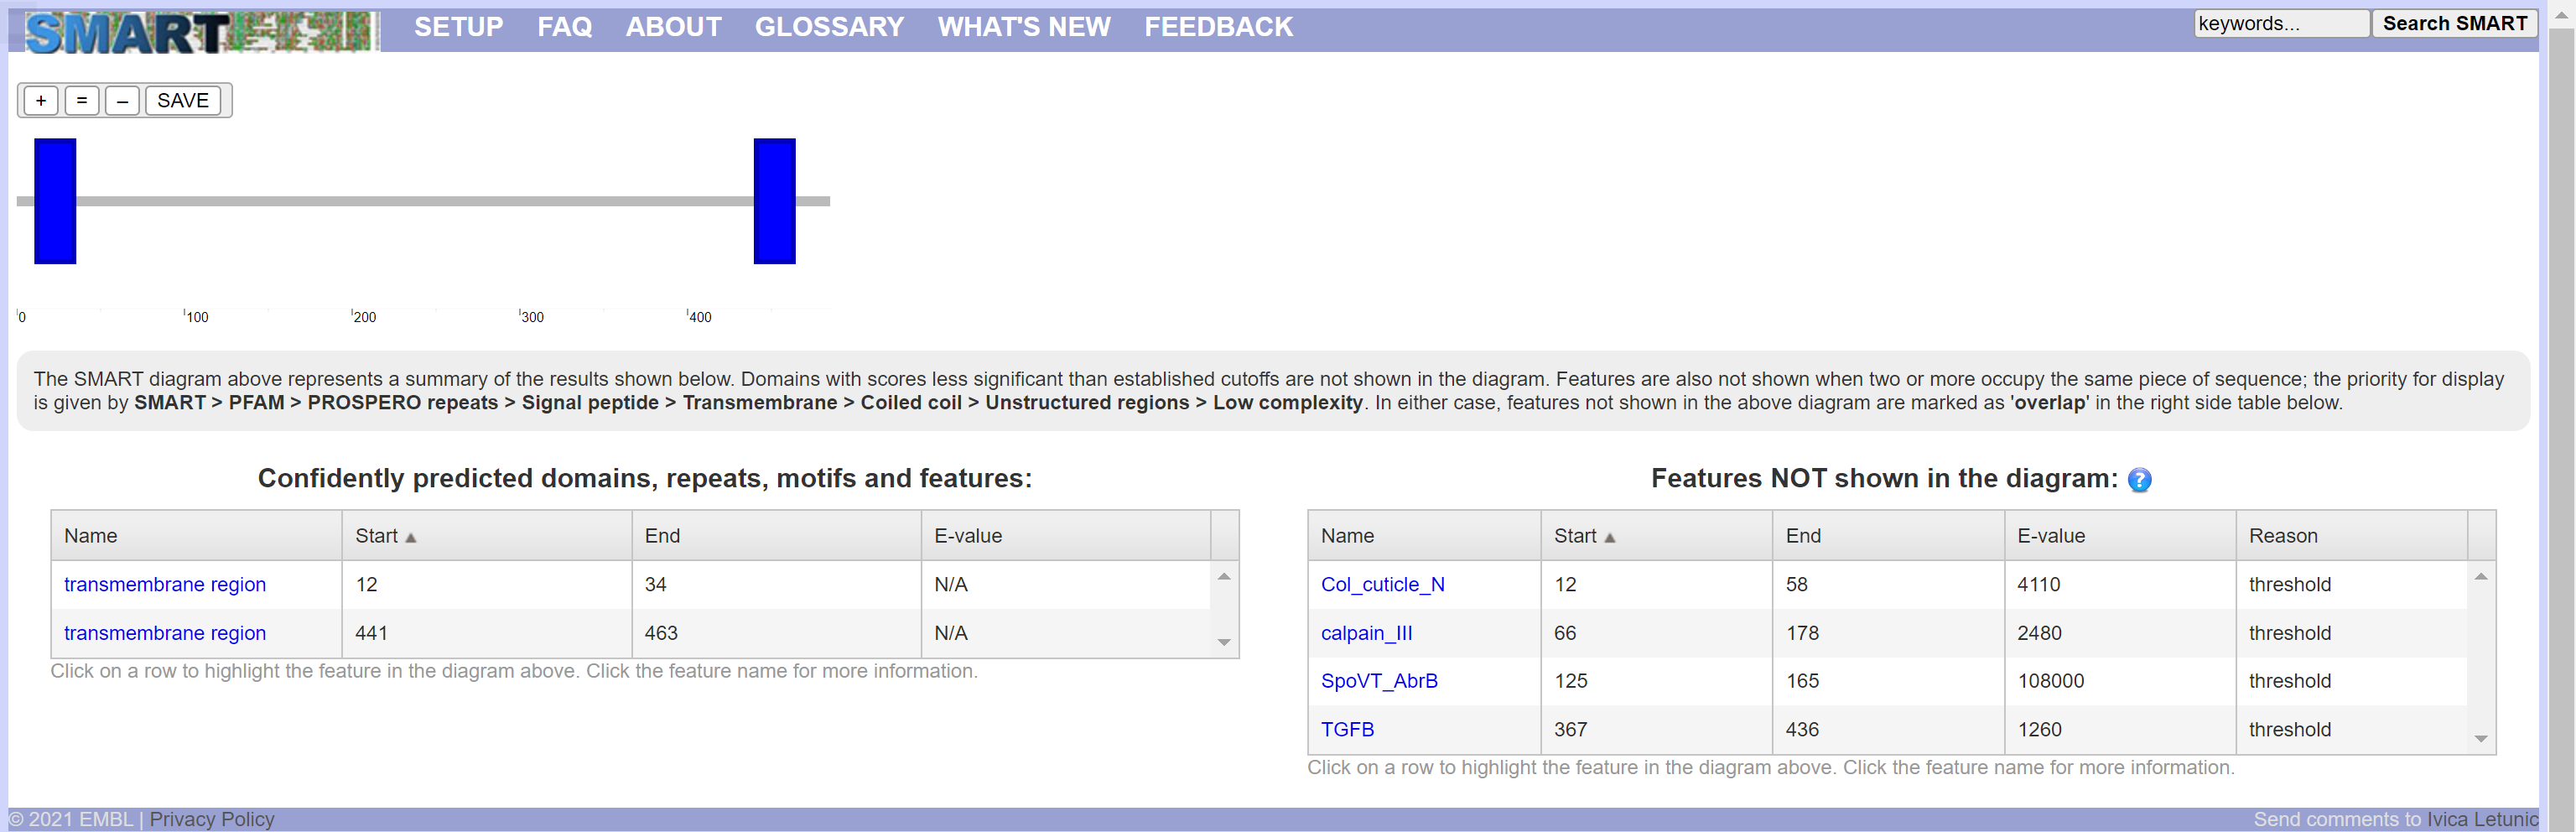 SMART SETUP FAQ ABOUT GLOSSARY WHAT'S NEW FEEDBACK keywords... Search SMART
+ = – SAVE
0 100 200 300 400
The SMART diagram above represents a summary of the results shown below. Domains with scores less significant than established cutoffs are not shown in the diagram. Features are also not shown when two or more occupy the same piece of sequence; the priority for display
is given by SMART > PFAM > PROSPERO repeats > Signal peptide > Transmembrane > Coiled coil > Unstructured regions > Low complexity. In either case, features not shown in the above diagram are marked as 'overlap' in the right side table below.
Confidently predicted domains, repeats, motifs and features:
Name Start End E-value
transmembrane region 12 34 N/A
transmembrane region 441 463 N/A
Click on a row to highlight the feature in the diagram above. Click the feature name for more information.
Features NOT shown in the diagram: ?
Name Start End E-value Reason
Col_cuticle_N 12 58 4110 threshold
calpain_III 66 178 2480 threshold
SpoVT_AbrB 125 165 108000 threshold
TGFB 367 436 1260 threshold
Click on a row to highlight the feature in the diagram above. Click the feature name for more information.
© 2021 EMBL | Privacy Policy Send comments to Ivica Letunic